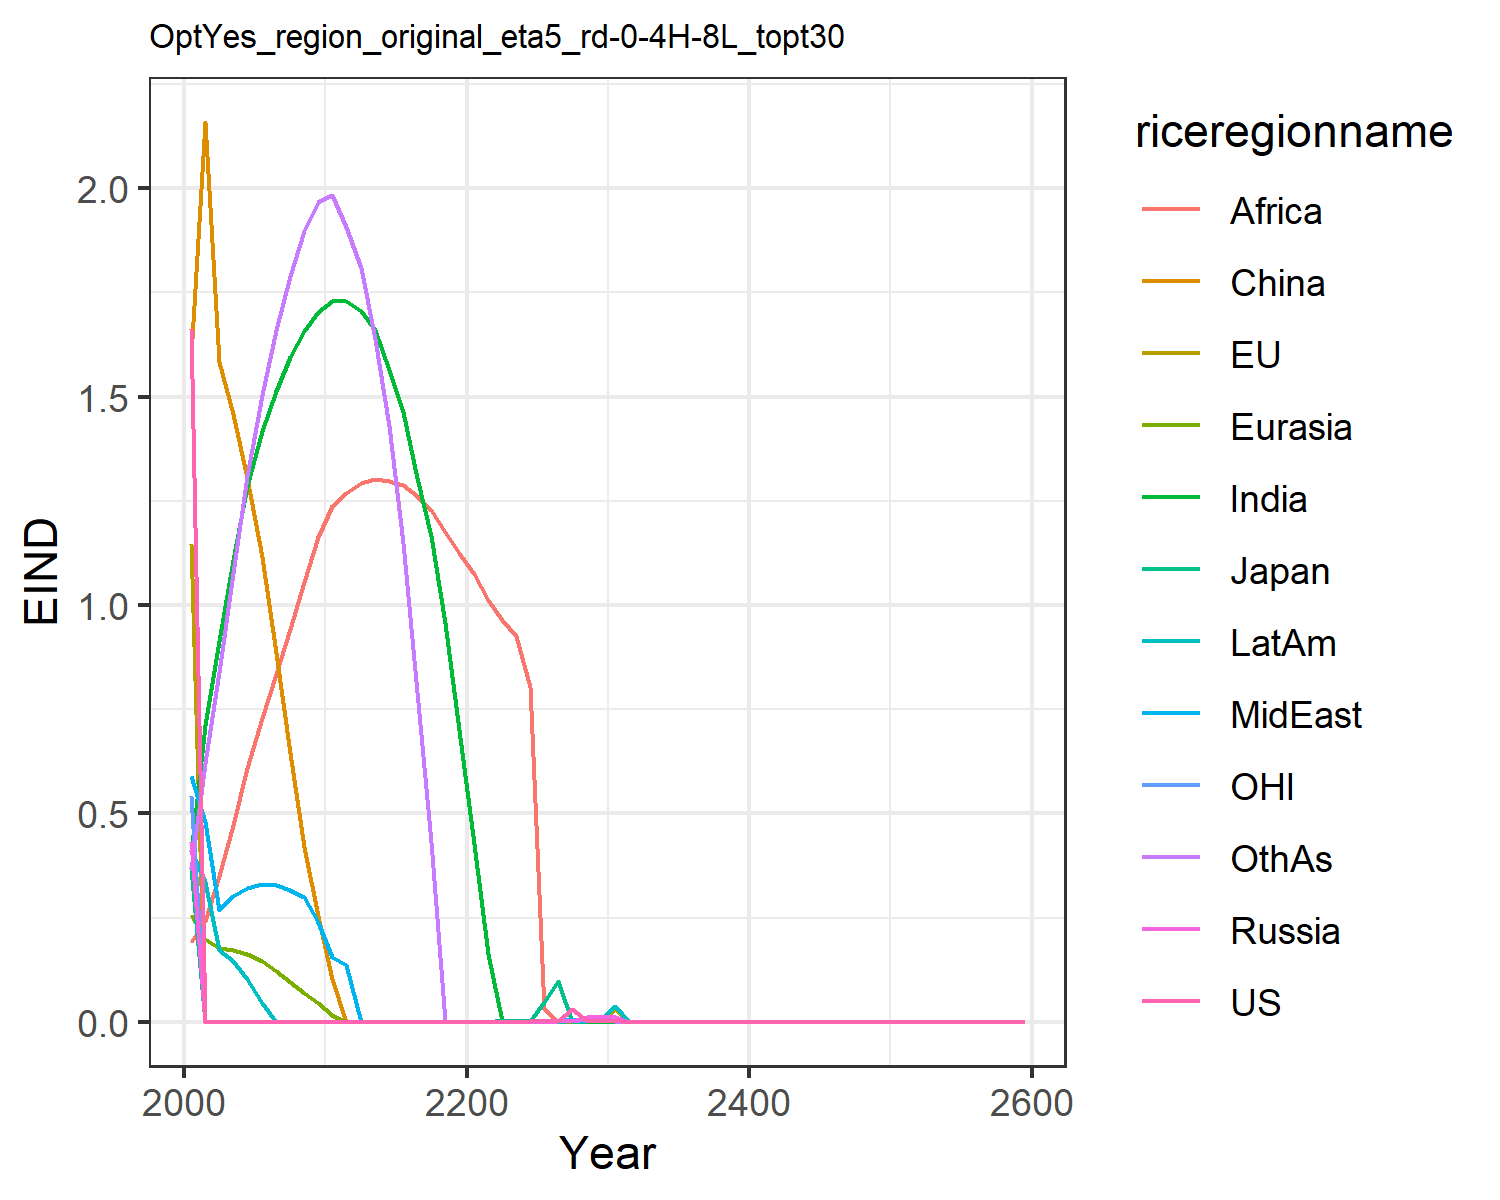 OptYes_region_original_eta5_rd-0-4H-8L_topt30
riceregionname
Africa
China
EU
Eurasia
India
Japan
LatAm
MidEast
OHI
OthAs
Russia
US
EIND
2.0
1.5
1.0
0.5
0.0
2000 2200 2400 2600
Year